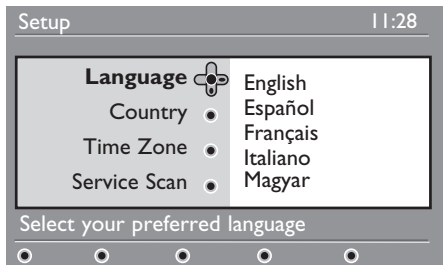 Setup 11:28
Language
Country
Time Zone
Service Scan
English
Español
Français
Italiano
Magyar
Select your preferred language